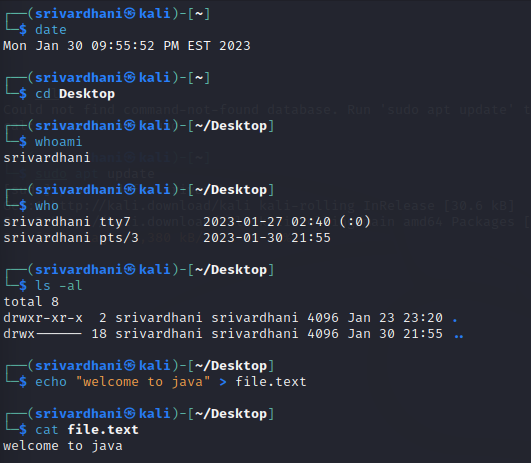 ┌──(srivardhani㉿kali)-[~]
└─$ date
Mon Jan 30 09:55:52 PM EST 2023
┌──(srivardhani㉿kali)-[~]
└─$ cd Desktop
┌──(srivardhani㉿kali)-[~/Desktop]
└─$ whoami
srivardhani
┌──(srivardhani㉿kali)-[~/Desktop]
└─$ who
srivardhani tty7         2023-01-27 02:40 (:0)
srivardhani pts/3        2023-01-30 21:55
┌──(srivardhani㉿kali)-[~/Desktop]
└─$ ls -al
total 8
drwxr-xr-x  2 srivardhani srivardhani 4096 Jan 23 23:20 .
drwx------ 18 srivardhani srivardhani 4096 Jan 30 21:55 ..
┌──(srivardhani㉿kali)-[~/Desktop]
└─$ echo "welcome to java" > file.text
┌──(srivardhani㉿kali)-[~/Desktop]
└─$ cat file.text
welcome to java